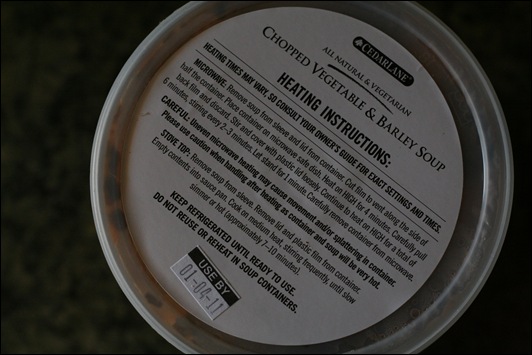 CEDARLANE
ALL NATURAL & VEGETARIAN
CHOPPED VEGETABLE & BARLEY SOUP
HEATING INSTRUCTIONS:
HEATING TIMES MAY VARY, SO CONSULT YOUR OWNER'S GUIDE FOR EXACT SETTINGS AND TIMES.
MICROWAVE: Remove soup from sleeve and lid from container. Cut film to vent along the side of
half the container. Place container on microwave safe dish. Heat on HIGH for 4 minutes. Carefully pull
back film and discard. Stir and cover with plastic lid loosely. Continue to heat on HIGH for a total of
6 minutes, stirring every 2-3 minutes. Let stand for 1 minute. Carefully remove container from microwave.
CAREFUL: Uneven microwave heating may cause movement and/or splattering in container.
Please use caution when handling after heating as container and soup will be very hot.
STOVE TOP: Remove soup from sleeve. Remove lid and plastic film from container.
Empty contents into sauce pan. Cook on medium heat, stirring frequently, until slow
simmer or hot (approximately 7-10 minutes).
KEEP REFRIGERATED UNTIL READY TO USE.
DO NOT REUSE OR REHEAT IN SOUP CONTAINERS.
USE BY
01-04-11